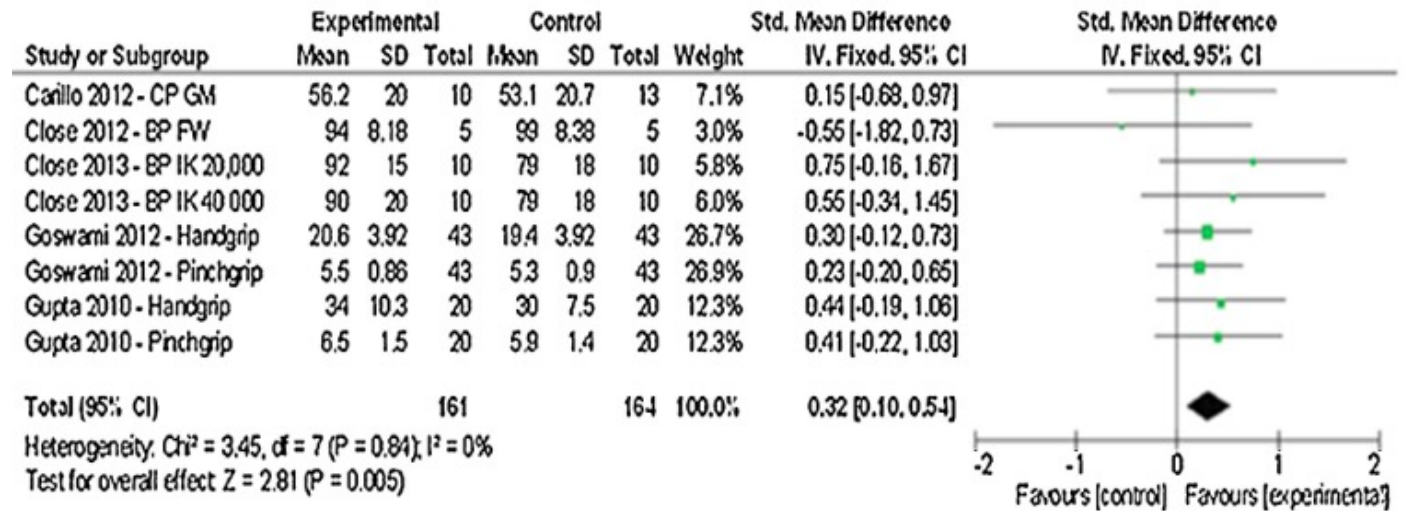 Experimental Control Std. Mean Difference Std. Mean Difference
Study or Subgroup Mean SD Total Mean SD Total Weight IV, Fixed, 95% CI IV, Fixed, 95% CI
Carillo 2012 - CP GM 56.2 20 10 53.1 20.7 13 7.1% 0.15 [-0.68, 0.97]
Close 2012 - BP FW 94 8.18 5 99 8.38 5 3.0% -0.55 [-1.82, 0.73]
Close 2013 - BP IK 20,000 92 15 10 79 18 10 5.8% 0.75 [-0.16, 1.67]
Close 2013 - BP IK 40 000 90 20 10 79 18 10 6.0% 0.55 [-0.34, 1.45]
Goswami 2012 - Handgrip 20.6 3.92 43 19.4 3.92 43 26.7% 0.30 [-0.12, 0.73]
Goswami 2012 - Pinchgrip 5.5 0.86 43 5.3 0.9 43 26.9% 0.23 [-0.20, 0.65]
Gupta 2010 - Handgrip 34 10.3 20 30 7.5 20 12.3% 0.44 [-0.19, 1.06]
Gupta 2010 - Pinchgrip 6.5 1.5 20 5.9 1.4 20 12.3% 0.41 [-0.22, 1.03]
Total (95% CI) 161 164 100.0% 0.32 [0.10, 0.54]
Heterogeneity: Chi² = 3.45, df = 7 (P = 0.84); I² = 0%
Test for overall effect: Z = 2.81 (P = 0.005)
-2 -1 0 1 2
Favours [control] Favours [experimental]